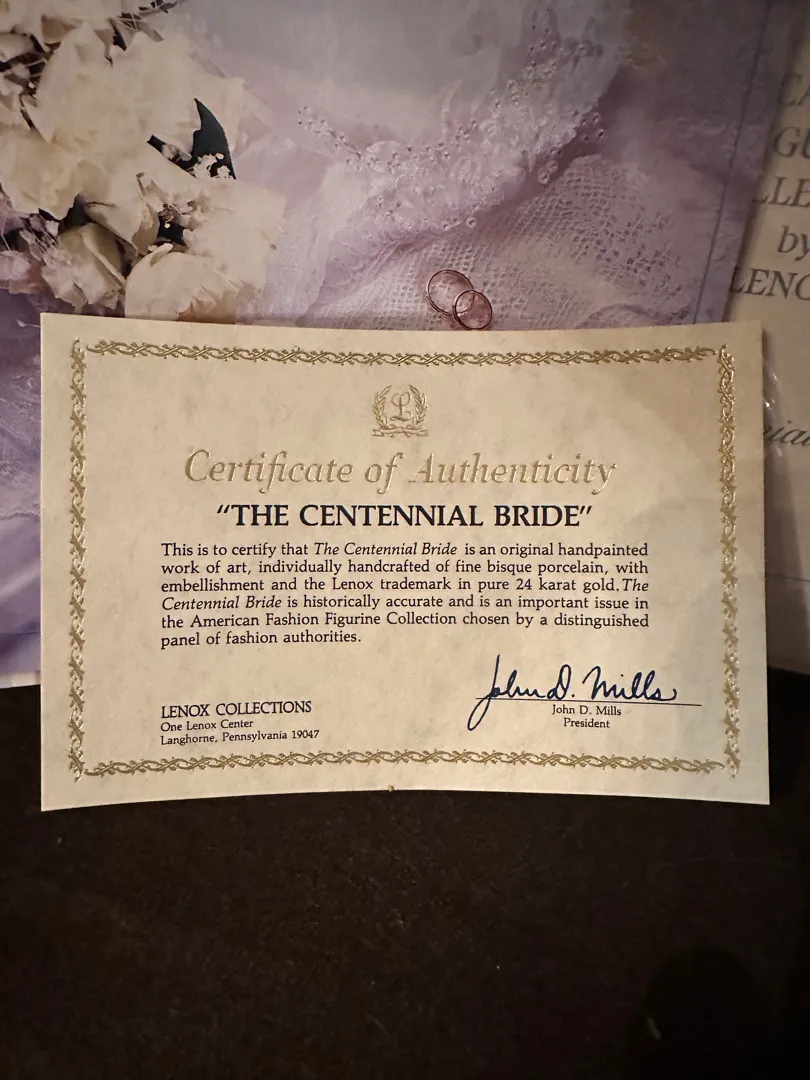 LENO
L
Certificate of Authenticity
"THE CENTENNIAL BRIDE"
This is to certify that The Centennial Bride is an original handpainted
work of art, individually handcrafted of fine bisque porcelain, with
embellishment and the Lenox trademark in pure 24 karat gold. The
Centennial Bride is historically accurate and is an important issue in
the American Fashion Figurine Collection chosen by a distinguished
panel of fashion authorities.
John D. Mills
LENOX COLLECTIONS
One Lenox Center
Langhorne, Pennsylvania 19047
John D. Mills
President